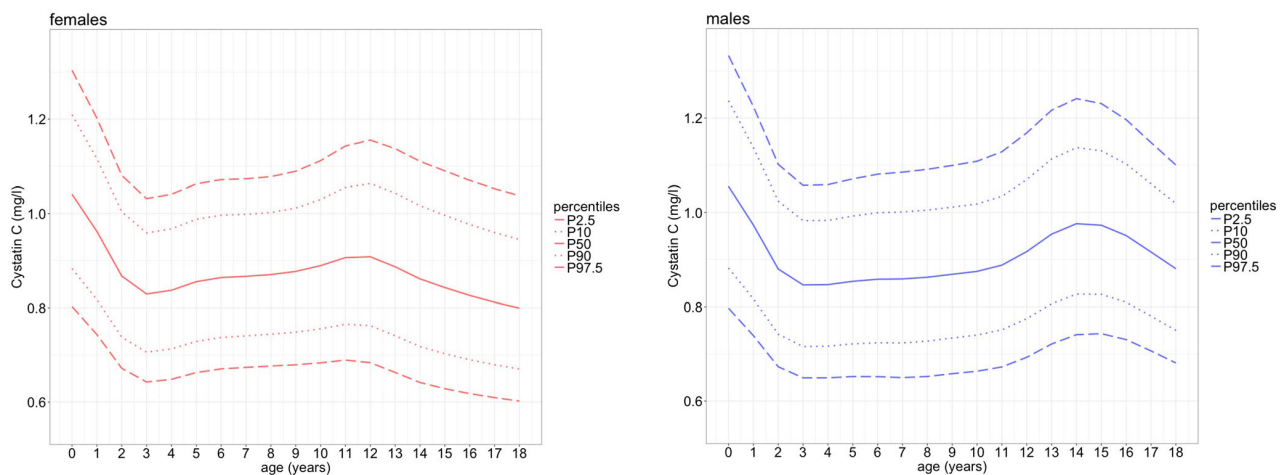 females
Cystatin C (mg/l)
1.2
1.0
0.8
0.6
0 1 2 3 4 5 6 7 8 9 10 11 12 13 14 15 16 17 18
age (years)
percentiles
P2.5
P10
P50
P90
P97.5
males
Cystatin C (mg/l)
1.2
1.0
0.8
0.6
0 1 2 3 4 5 6 7 8 9 10 11 12 13 14 15 16 17 18
age (years)
percentiles
P2.5
P10
P50
P90
P97.5